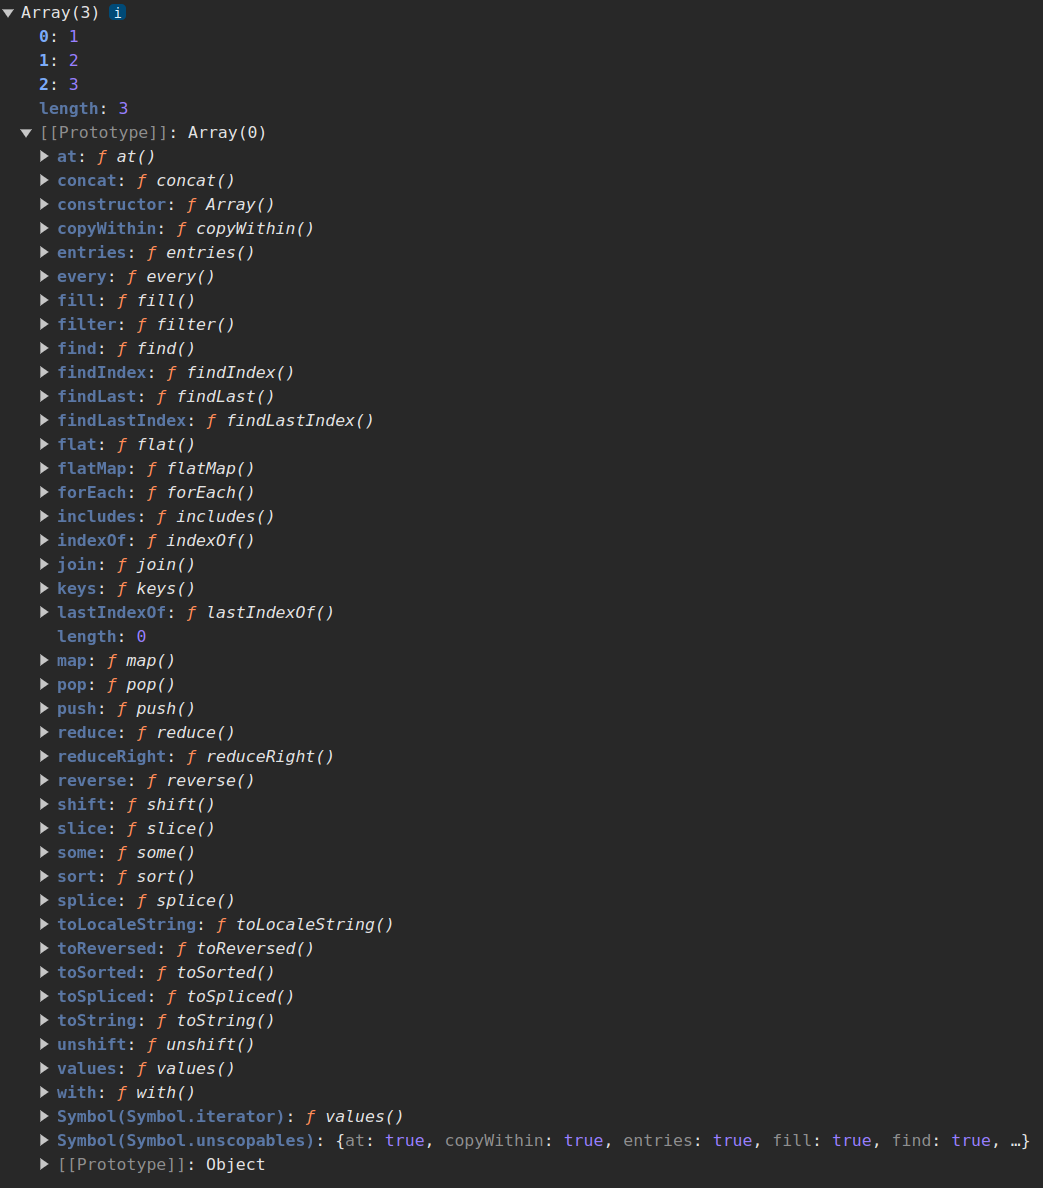 ▼ Array(3) i
0: 1
1: 2
2: 3
length: 3
▼ [[Prototype]]: Array(0)
▶ at: ƒ at()
▶ concat: ƒ concat()
▶ constructor: ƒ Array()
▶ copyWithin: ƒ copyWithin()
▶ entries: ƒ entries()
▶ every: ƒ every()
▶ fill: ƒ fill()
▶ filter: ƒ filter()
▶ find: ƒ find()
▶ findIndex: ƒ findIndex()
▶ findLast: ƒ findLast()
▶ findLastIndex: ƒ findLastIndex()
▶ flat: ƒ flat()
▶ flatMap: ƒ flatMap()
▶ forEach: ƒ forEach()
▶ includes: ƒ includes()
▶ indexOf: ƒ indexOf()
▶ join: ƒ join()
▶ keys: ƒ keys()
▶ lastIndexOf: ƒ lastIndexOf()
length: 0
▶ map: ƒ map()
▶ pop: ƒ pop()
▶ push: ƒ push()
▶ reduce: ƒ reduce()
▶ reduceRight: ƒ reduceRight()
▶ reverse: ƒ reverse()
▶ shift: ƒ shift()
▶ slice: ƒ slice()
▶ some: ƒ some()
▶ sort: ƒ sort()
▶ splice: ƒ splice()
▶ toLocaleString: ƒ toLocaleString()
▶ toReversed: ƒ toReversed()
▶ toSorted: ƒ toSorted()
▶ toSpliced: ƒ toSpliced()
▶ toString: ƒ toString()
▶ unshift: ƒ unshift()
▶ values: ƒ values()
▶ with: ƒ with()
▶ Symbol(Symbol.iterator): ƒ values()
▶ Symbol(Symbol.unscopables): {at: true, copyWithin: true, entries: true, fill: true, find: true, …}
▶ [[Prototype]]: Object